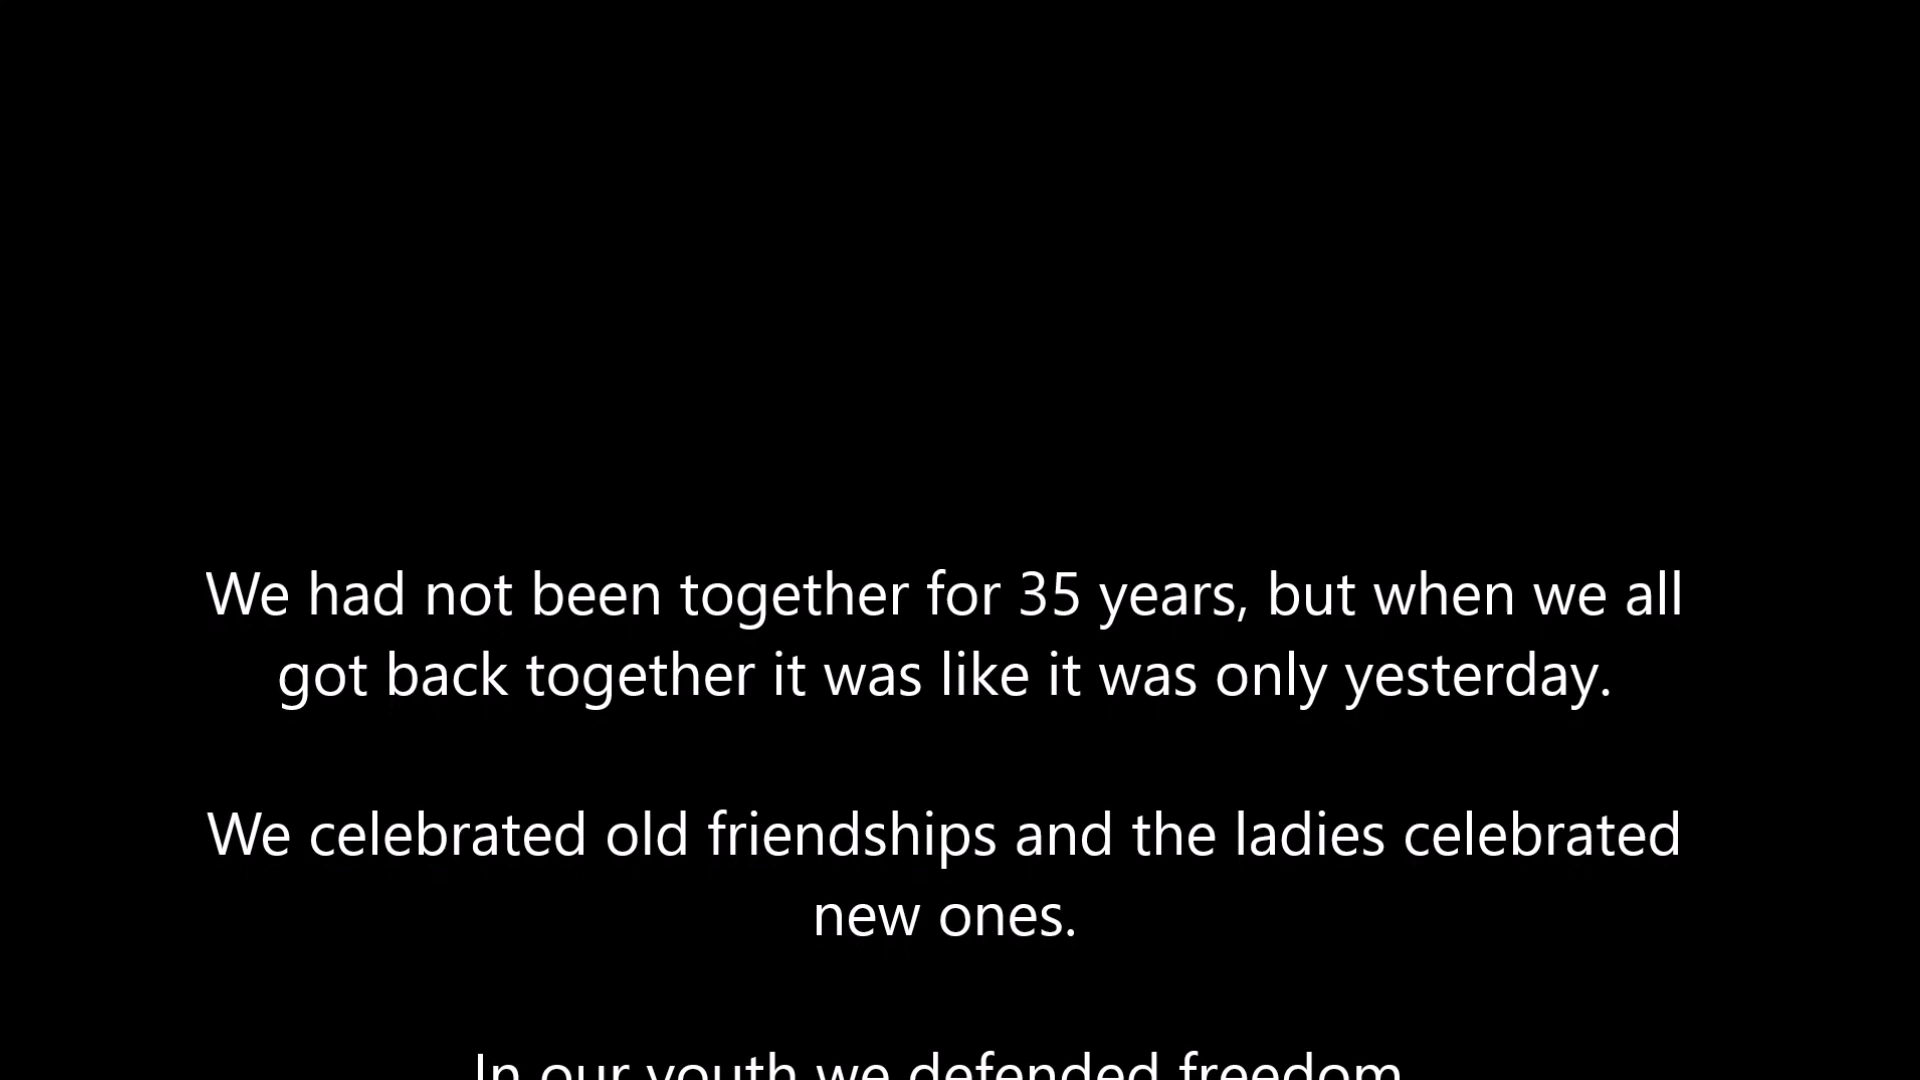 We had not been together for 35 years, but when we all
got back together it was like it was only yesterday.
We celebrated old friendships and the ladies celebrated
new ones.
In our youth we defended freedom